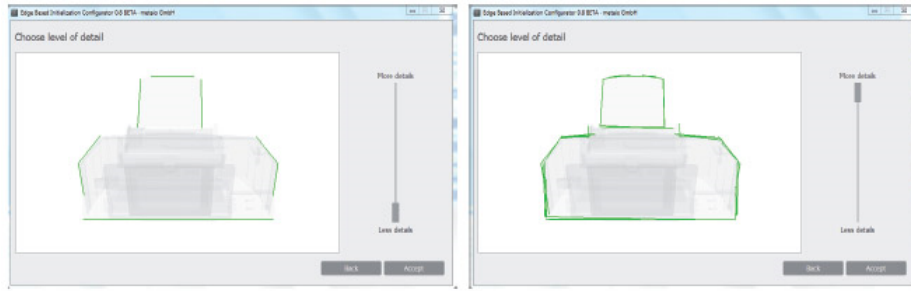 Edge Based Initialization Configurator 0.8 BETA - metaio GmbH
Choose level of detail
More details
Less details
Back
Accept
Edge Based Initialization Configurator 0.8 BETA - metaio GmbH
Choose level of detail
More details
Less details
Back
Accept